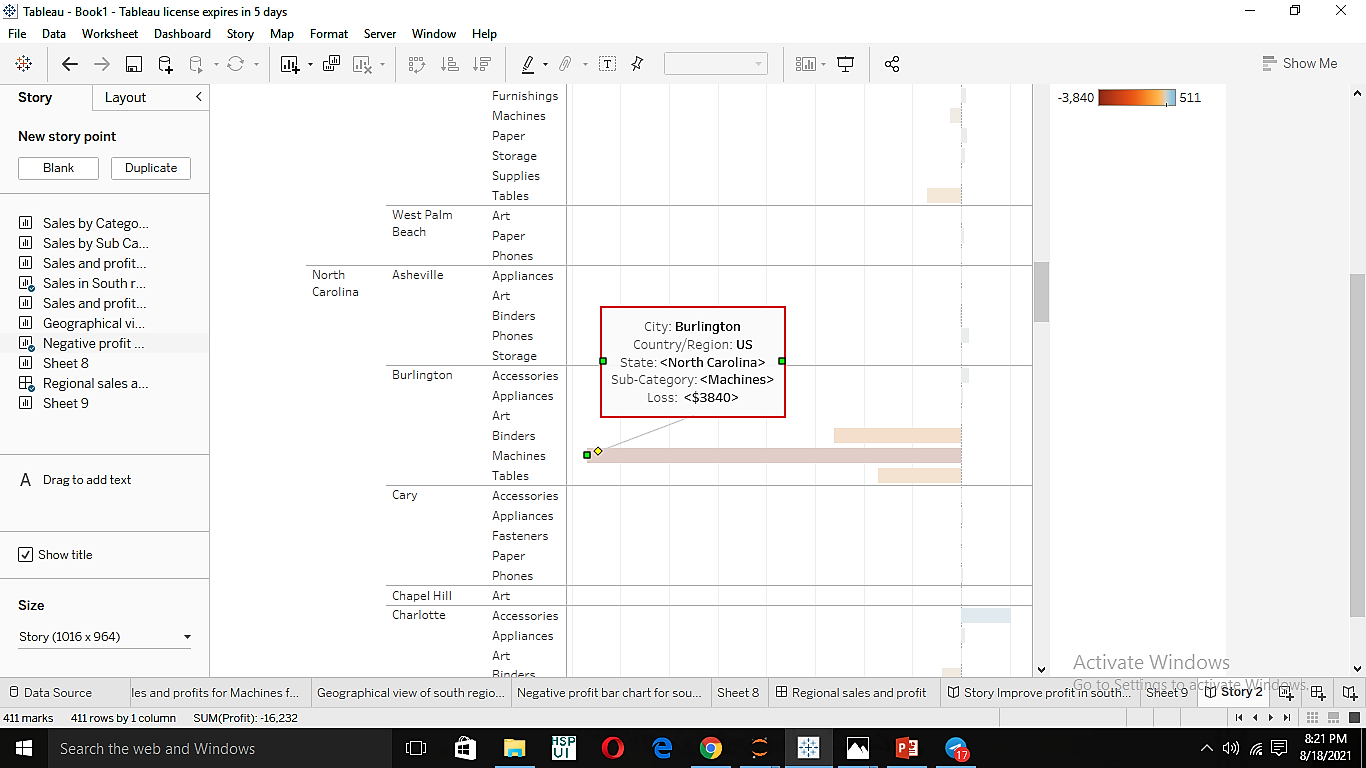 Tableau - Book1 - Tableau license expires in 5 days
File Data Worksheet Dashboard Story Map Format Server Window Help
Show Me
Story Layout
New story point
Blank Duplicate
Sales by Catego...
Sales by Sub Ca...
Sales and profit...
Sales in South r...
Sales and profit...
Geographical vi...
Negative profit ...
Sheet 8
Regional sales a...
Sheet 9
A Drag to add text
Show title
Size
Story (1016 x 964)
Furnishings
Machines
Paper
Storage
Supplies
Tables
West Palm Beach
Art
Paper
Phones
North Carolina
Asheville
Appliances
Art
Binders
Phones
Storage
Burlington
Accessories
Appliances
Art
Binders
Machines
Tables
Cary
Accessories
Appliances
Fasteners
Paper
Phones
Chapel Hill
Art
Charlotte
Accessories
Appliances
Art
Binders
City: Burlington
Country/Region: US
State: <North Carolina>
Sub-Category: <Machines>
Loss: <$3840>
-3,840 511
Activate Windows
Go to Settings to activate Windows.
Data Source les and profits for Machines f... Geographical view of south regio... Negative profit bar chart for sou... Sheet 8 Regional sales and profit Story Improve profit in south... Sheet 9 Story 2
411 marks 411 rows by 1 column SUM(Profit): -16,232
Search the web and Windows
HSP
UI
17
8:21 PM
8/18/2021